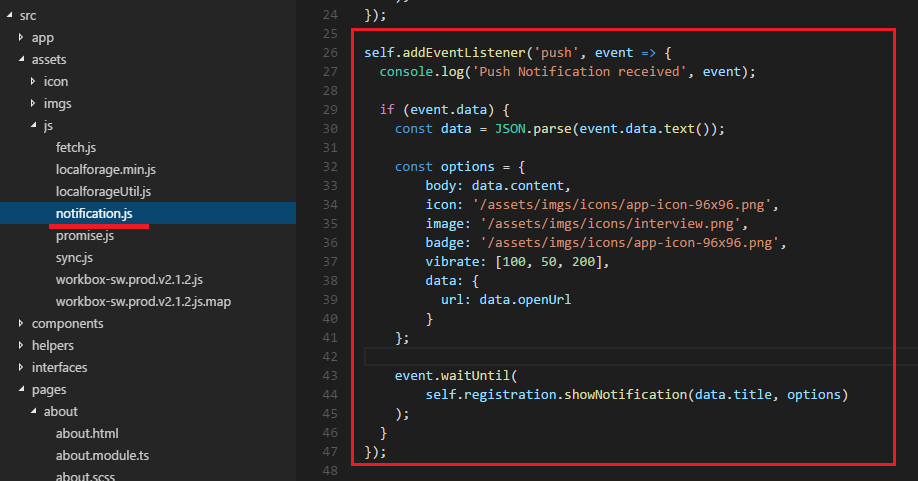 src
app
assets
icon
imgs
js
fetch.js
localforage.min.js
localforageUtil.js
notification.js
promise.js
sync.js
workbox-sw.prod.v2.1.2.js
workbox-sw.prod.v2.1.2.js.map
components
helpers
interfaces
pages
about
about.html
about.module.ts
about.scss
24 });
25
26 self.addEventListener('push', event => {
27 console.log('Push Notification received', event);
28
29 if (event.data) {
30 const data = JSON.parse(event.data.text());
31
32 const options = {
33 body: data.content,
34 icon: '/assets/imgs/icons/app-icon-96x96.png',
35 image: '/assets/imgs/icons/interview.png',
36 badge: '/assets/imgs/icons/app-icon-96x96.png',
37 vibrate: [100, 50, 200],
38 data: {
39 url: data.openUrl
40 }
41 };
42
43 event.waitUntil(
44 self.registration.showNotification(data.title, options)
45 );
46 }
47 });
48